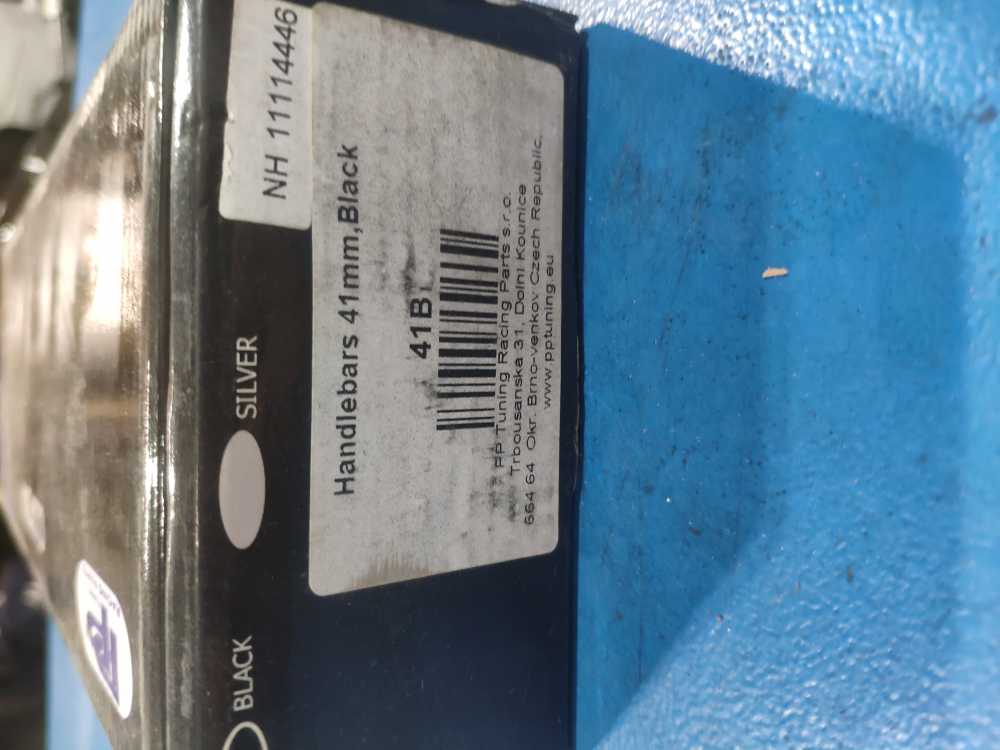 NH 11114446
BLACK
SILVER
Handlebars 41mm,Black
41B
PP Tuning Racing Parts s.r.o.
Trbousanska 31, Dolni Kounice
664 64 Okr. Brno-venkov Czech Republic
www.pptuning.eu
PP